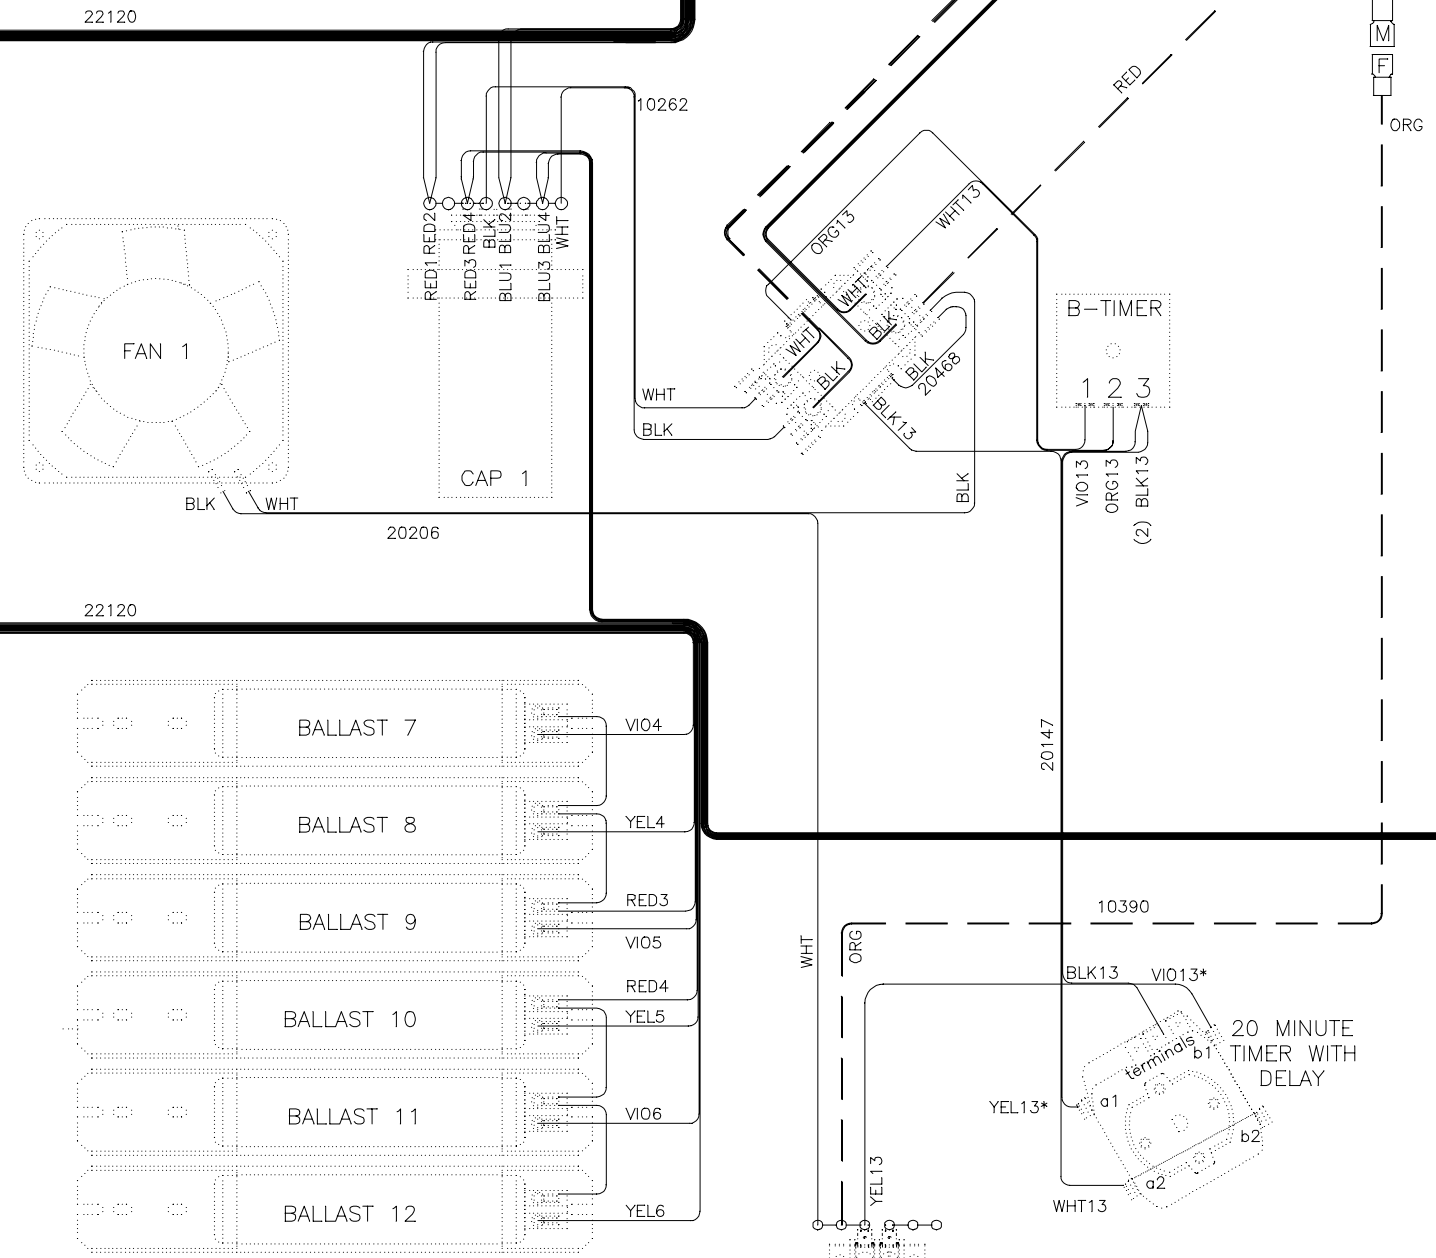 22120
M
F
RED
10262
ORG
RED1 RED2
RED3 RED4
BLK
BLU1 BLU2
BLU3 BLU4
WHT
ORG13
WHT13
WHT
BLK
WHT
BLK
BLK
20468
B-TIMER
1 2 3
FAN 1
WHT
BLK
BLK13
VIO13
ORG13
(2) BLK13
CAP 1
BLK
BLK WHT
20206
22120
BALLAST 7
VIO4
20147
BALLAST 8
YEL4
BALLAST 9
RED3
VIO5
10390
WHT
ORG
BALLAST 10
RED4
YEL5
BLK13
VIO13*
20 MINUTE
TIMER WITH
DELAY
terminals
b1
a1
YEL13*
BALLAST 11
VIO6
b2
YEL13
a2
WHT13
BALLAST 12
YEL6